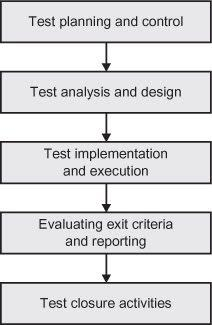 Test planning and control
Test analysis and design
Test implementation
and execution
Evaluating exit criteria
and reporting
Test closure activities